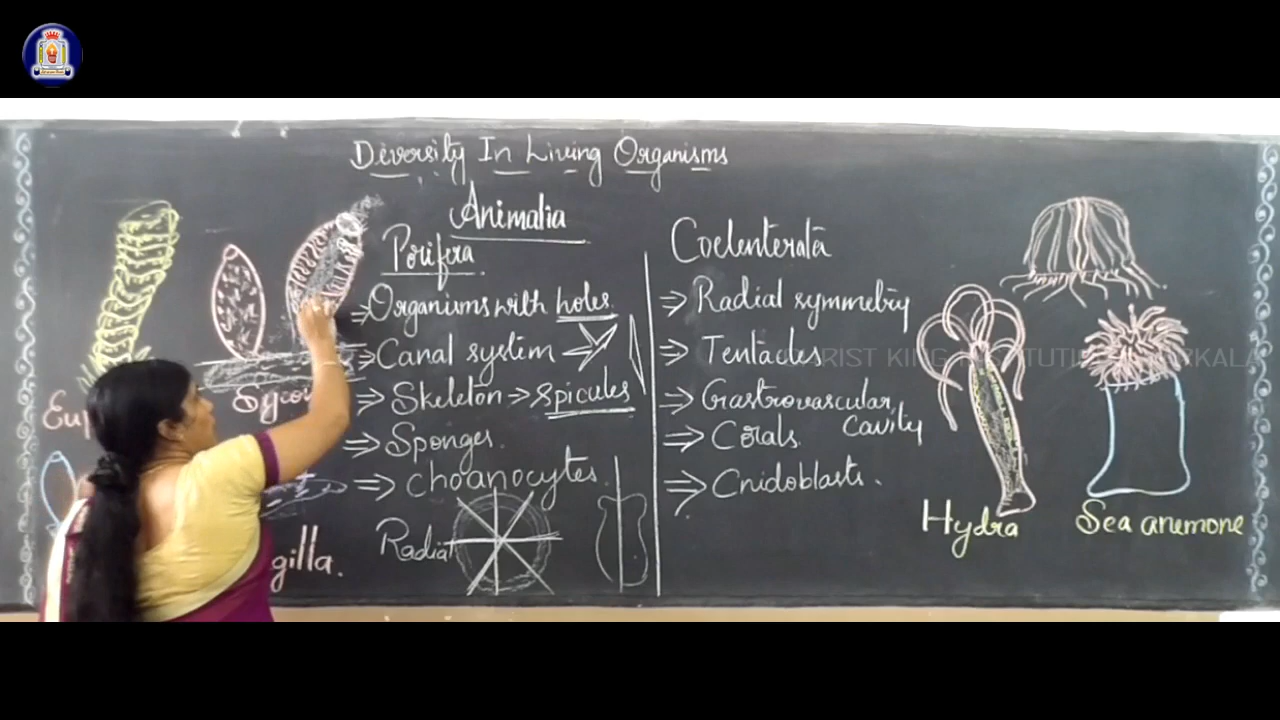 Diversity In Living Organisms
Animalia
Porifera
⇒ Organiums with holes
⇒ Canal system
⇒ Skeleton → Spicules
⇒ Sponges.
⇒ choanocytes.
Radial
Coelenterata
⇒ Radial symmetry
⇒ Tentacles
⇒ Gastrovascular
cavity
⇒ Corals.
⇒ Cnidoblasts.
Hydra
Sea anemone
gilla.